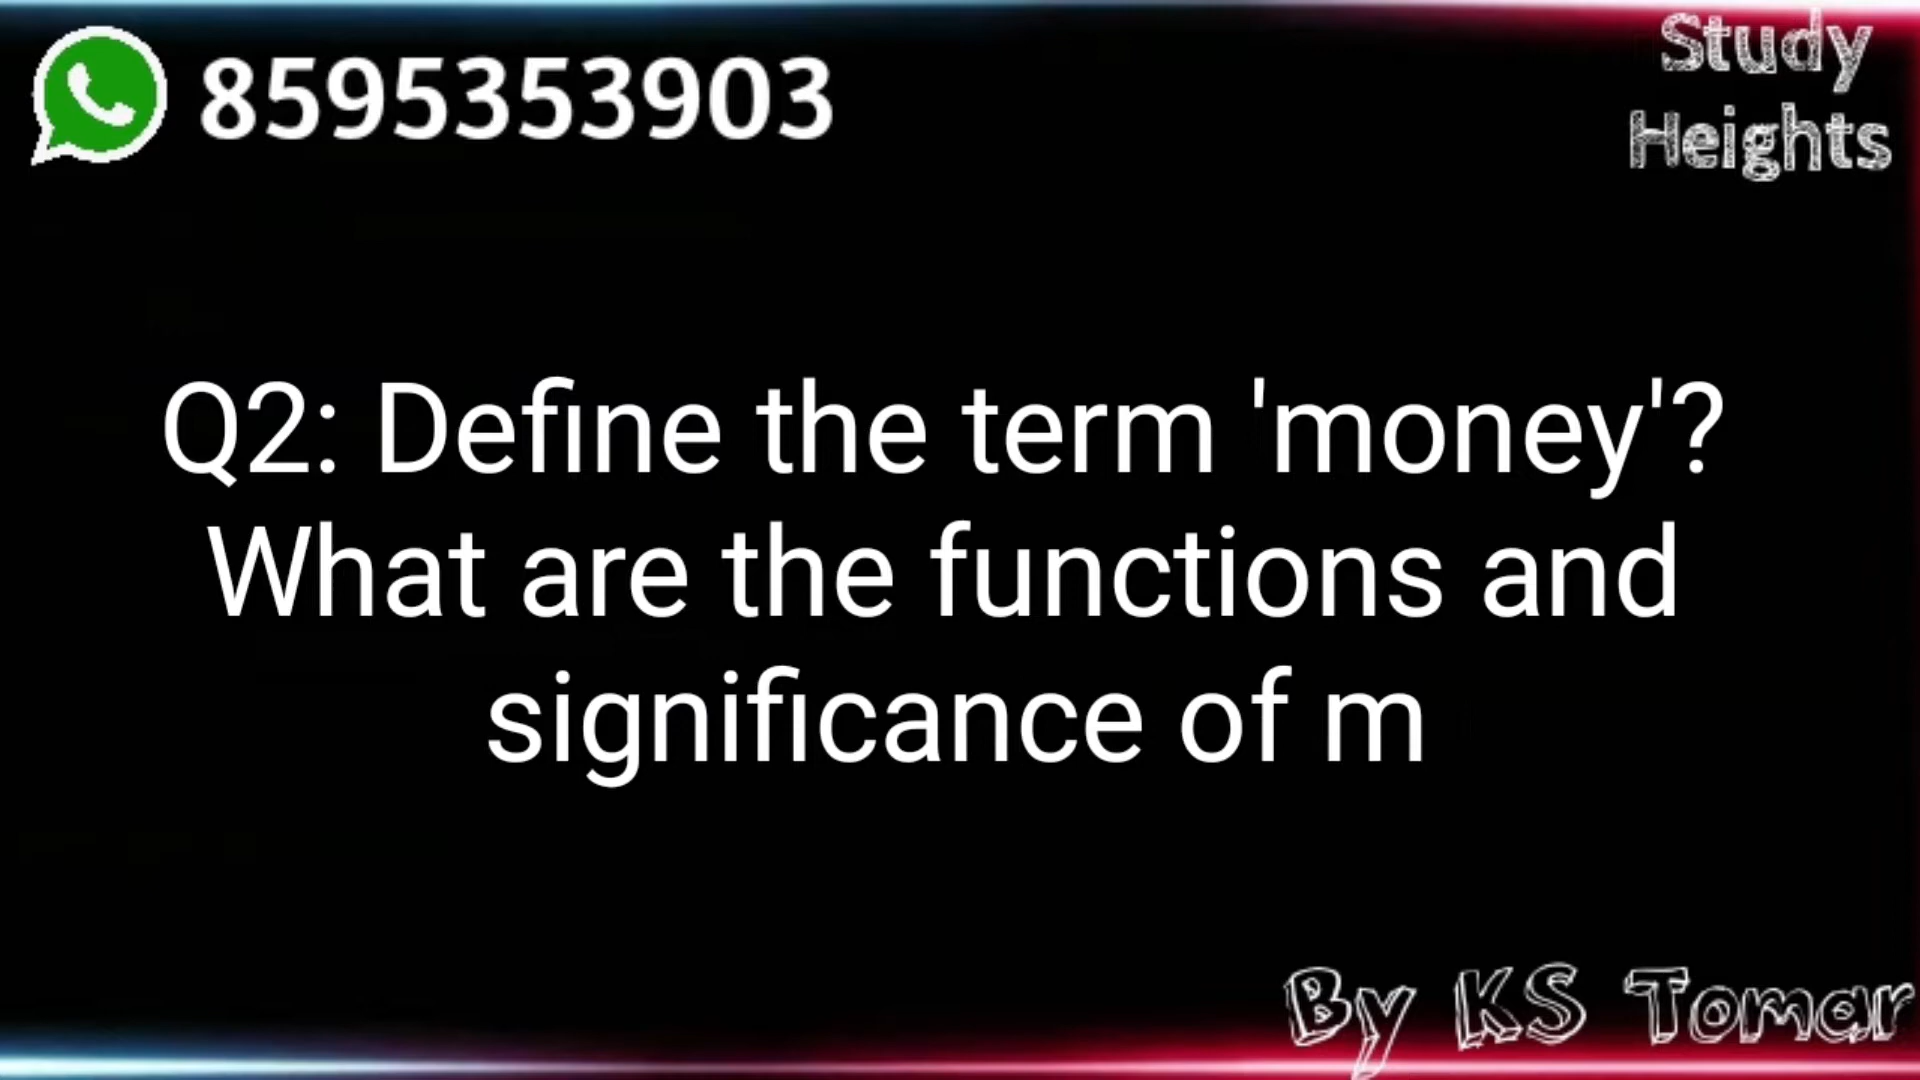 8595353903
Study
Heights
Q2: Define the term 'money'?
What are the functions and
significance of m
By KS Tomar